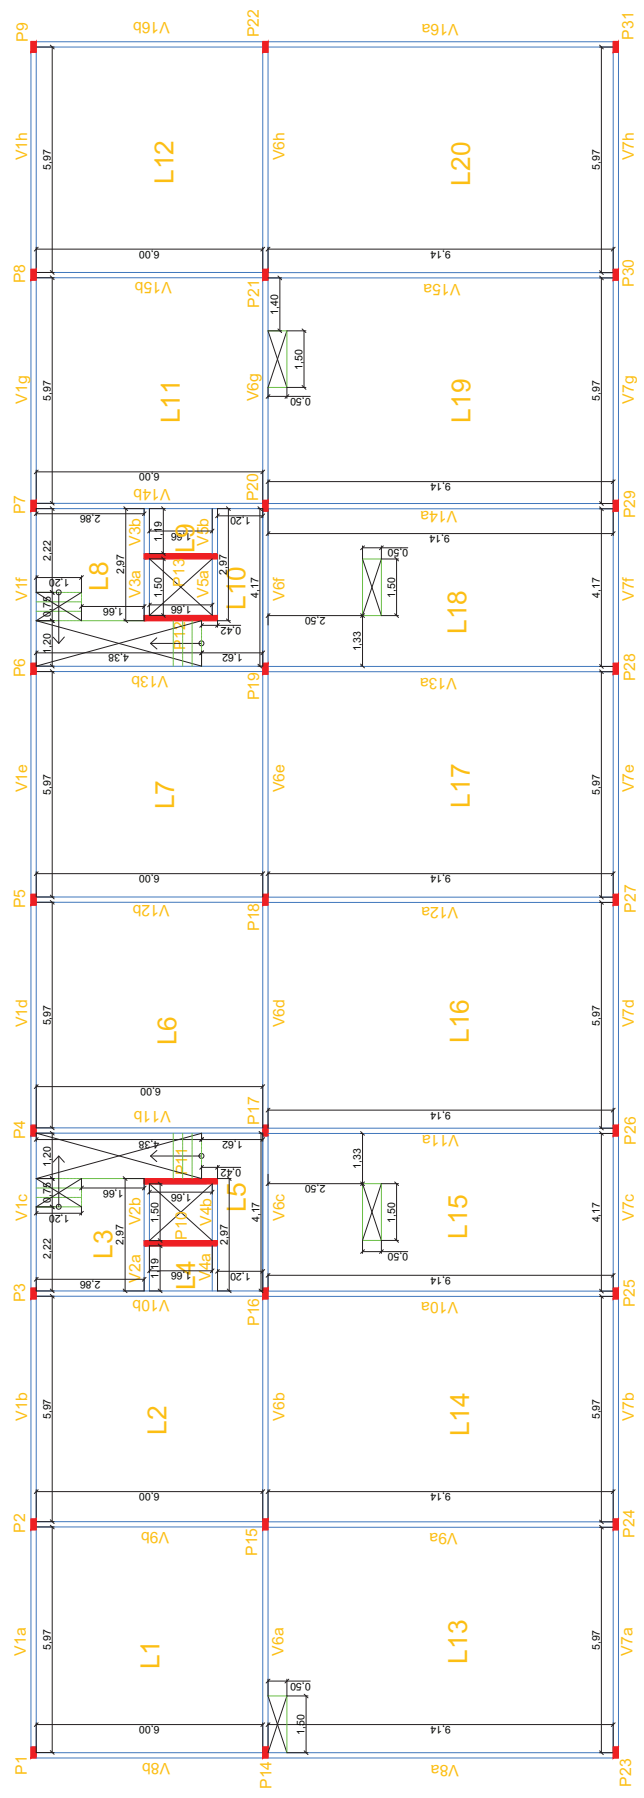 P1 V1a P2 V1b P3 V1c P4 V1d P5 V1e P6 V1f P7 V1g P8 V1h P9
5,97 5,97 2,22 0,75 1,20 5,97 5,97 1,20 0,75 2,22 5,97 5,97
1,20 1,20
2,86 1,66 1,66 2,86
L3 L8
2,97 2,97
V2a V2b V3a V3b
V8b 6,00 V9b 6,00 V10b 4,38 V11b 6,00 V12b 6,00 V13b 4,38 V14b 6,00 V15b 6,00 V16b
L1 L2 L6 L7 L11 L12
1,19 1,50 1,50 1,19
L4 1,66 P10 1,66 P11 P12 1,66 P13 1,66 L9
V4a V4b V5a V5b
2,97 2,97
1,20 L5 0,42 1,62 1,62 0,42 L10 1,20
4,17 4,17
P14 P15 P16 P17 P18 P19 P20 P21 P22
V6a V6b V6c V6d V6e V6f V6g V6h
0,50 1,50 2,50 2,50 0,50 1,50 1,40
1,33 1,33
0,50 1,50 1,50 0,50
V8a 9,14 V9a 9,14 V10a 9,14 V11a 9,14 V12a 9,14 V13a 9,14 V14a 9,14 V15a 9,14 V16a
L13 L14 L15 L16 L17 L18 L19 L20
5,97 5,97 4,17 5,97 5,97 4,17 5,97 5,97
P23 V7a P24 V7b P25 V7c P26 V7d P27 V7e P28 V7f P29 V7g P30 V7h P31